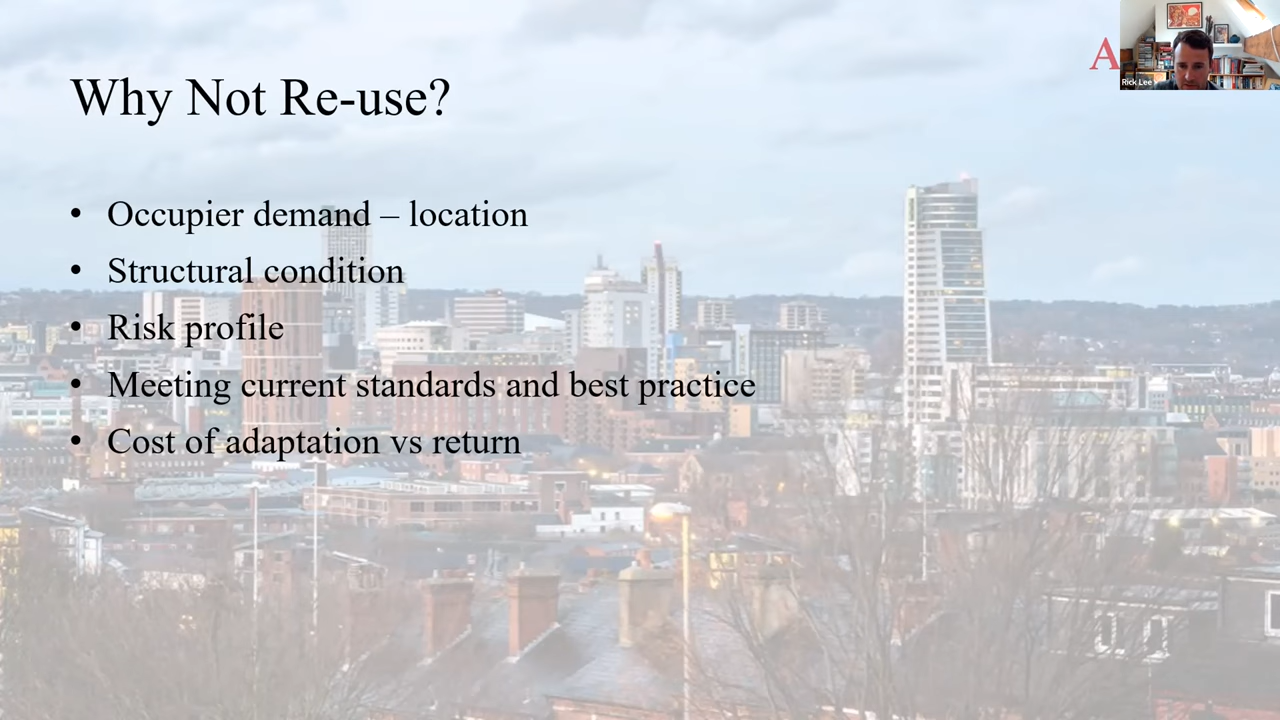 Why Not Re-use?
A
Rick Lee
• Occupier demand – location
• Structural condition
• Risk profile
• Meeting current standards and best practice
• Cost of adaptation vs return